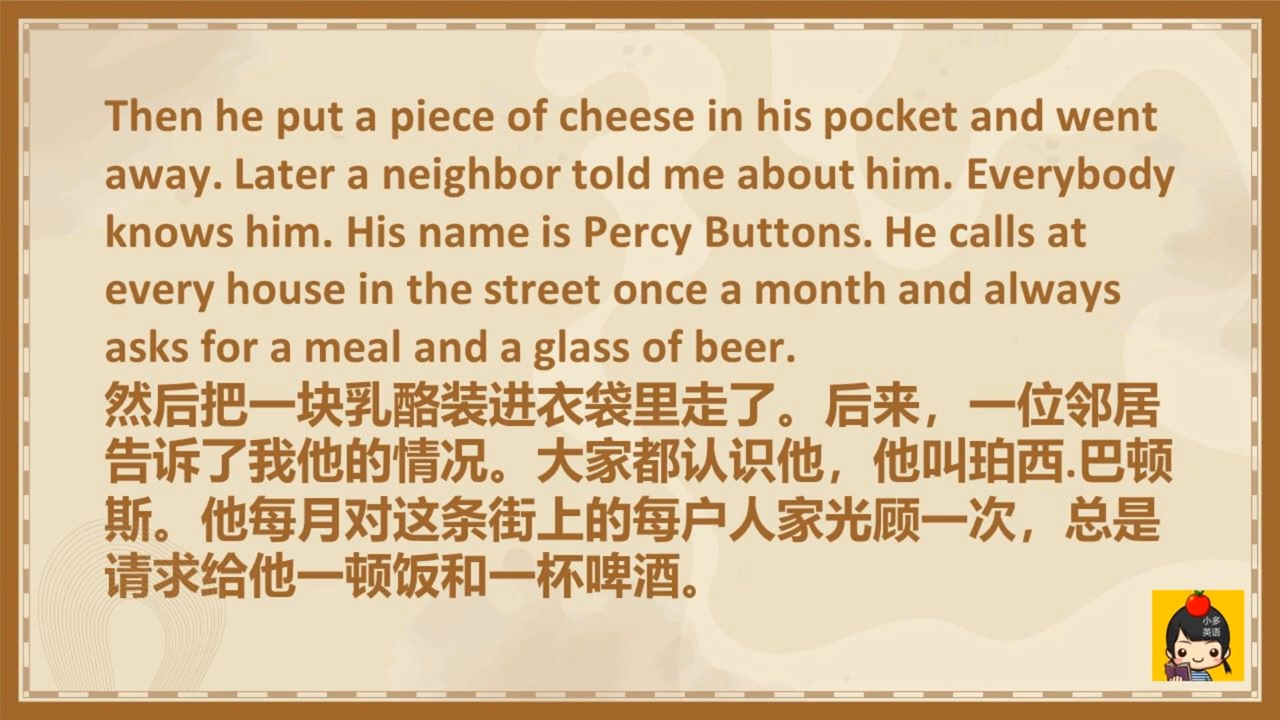 Then he put a piece of cheese in his pocket and went
away. Later a neighbor told me about him. Everybody
knows him. His name is Percy Buttons. He calls at
every house in the street once a month and always
asks for a meal and a glass of beer.
然后把一块乳酪装进衣袋里走了。后来，一位邻居
告诉了我他的情况。大家都认识他，他叫珀西.巴顿
斯。他每月对这条街上的每户人家光顾一次，总是
请求给他一顿饭和一杯啤酒。
小多
英语